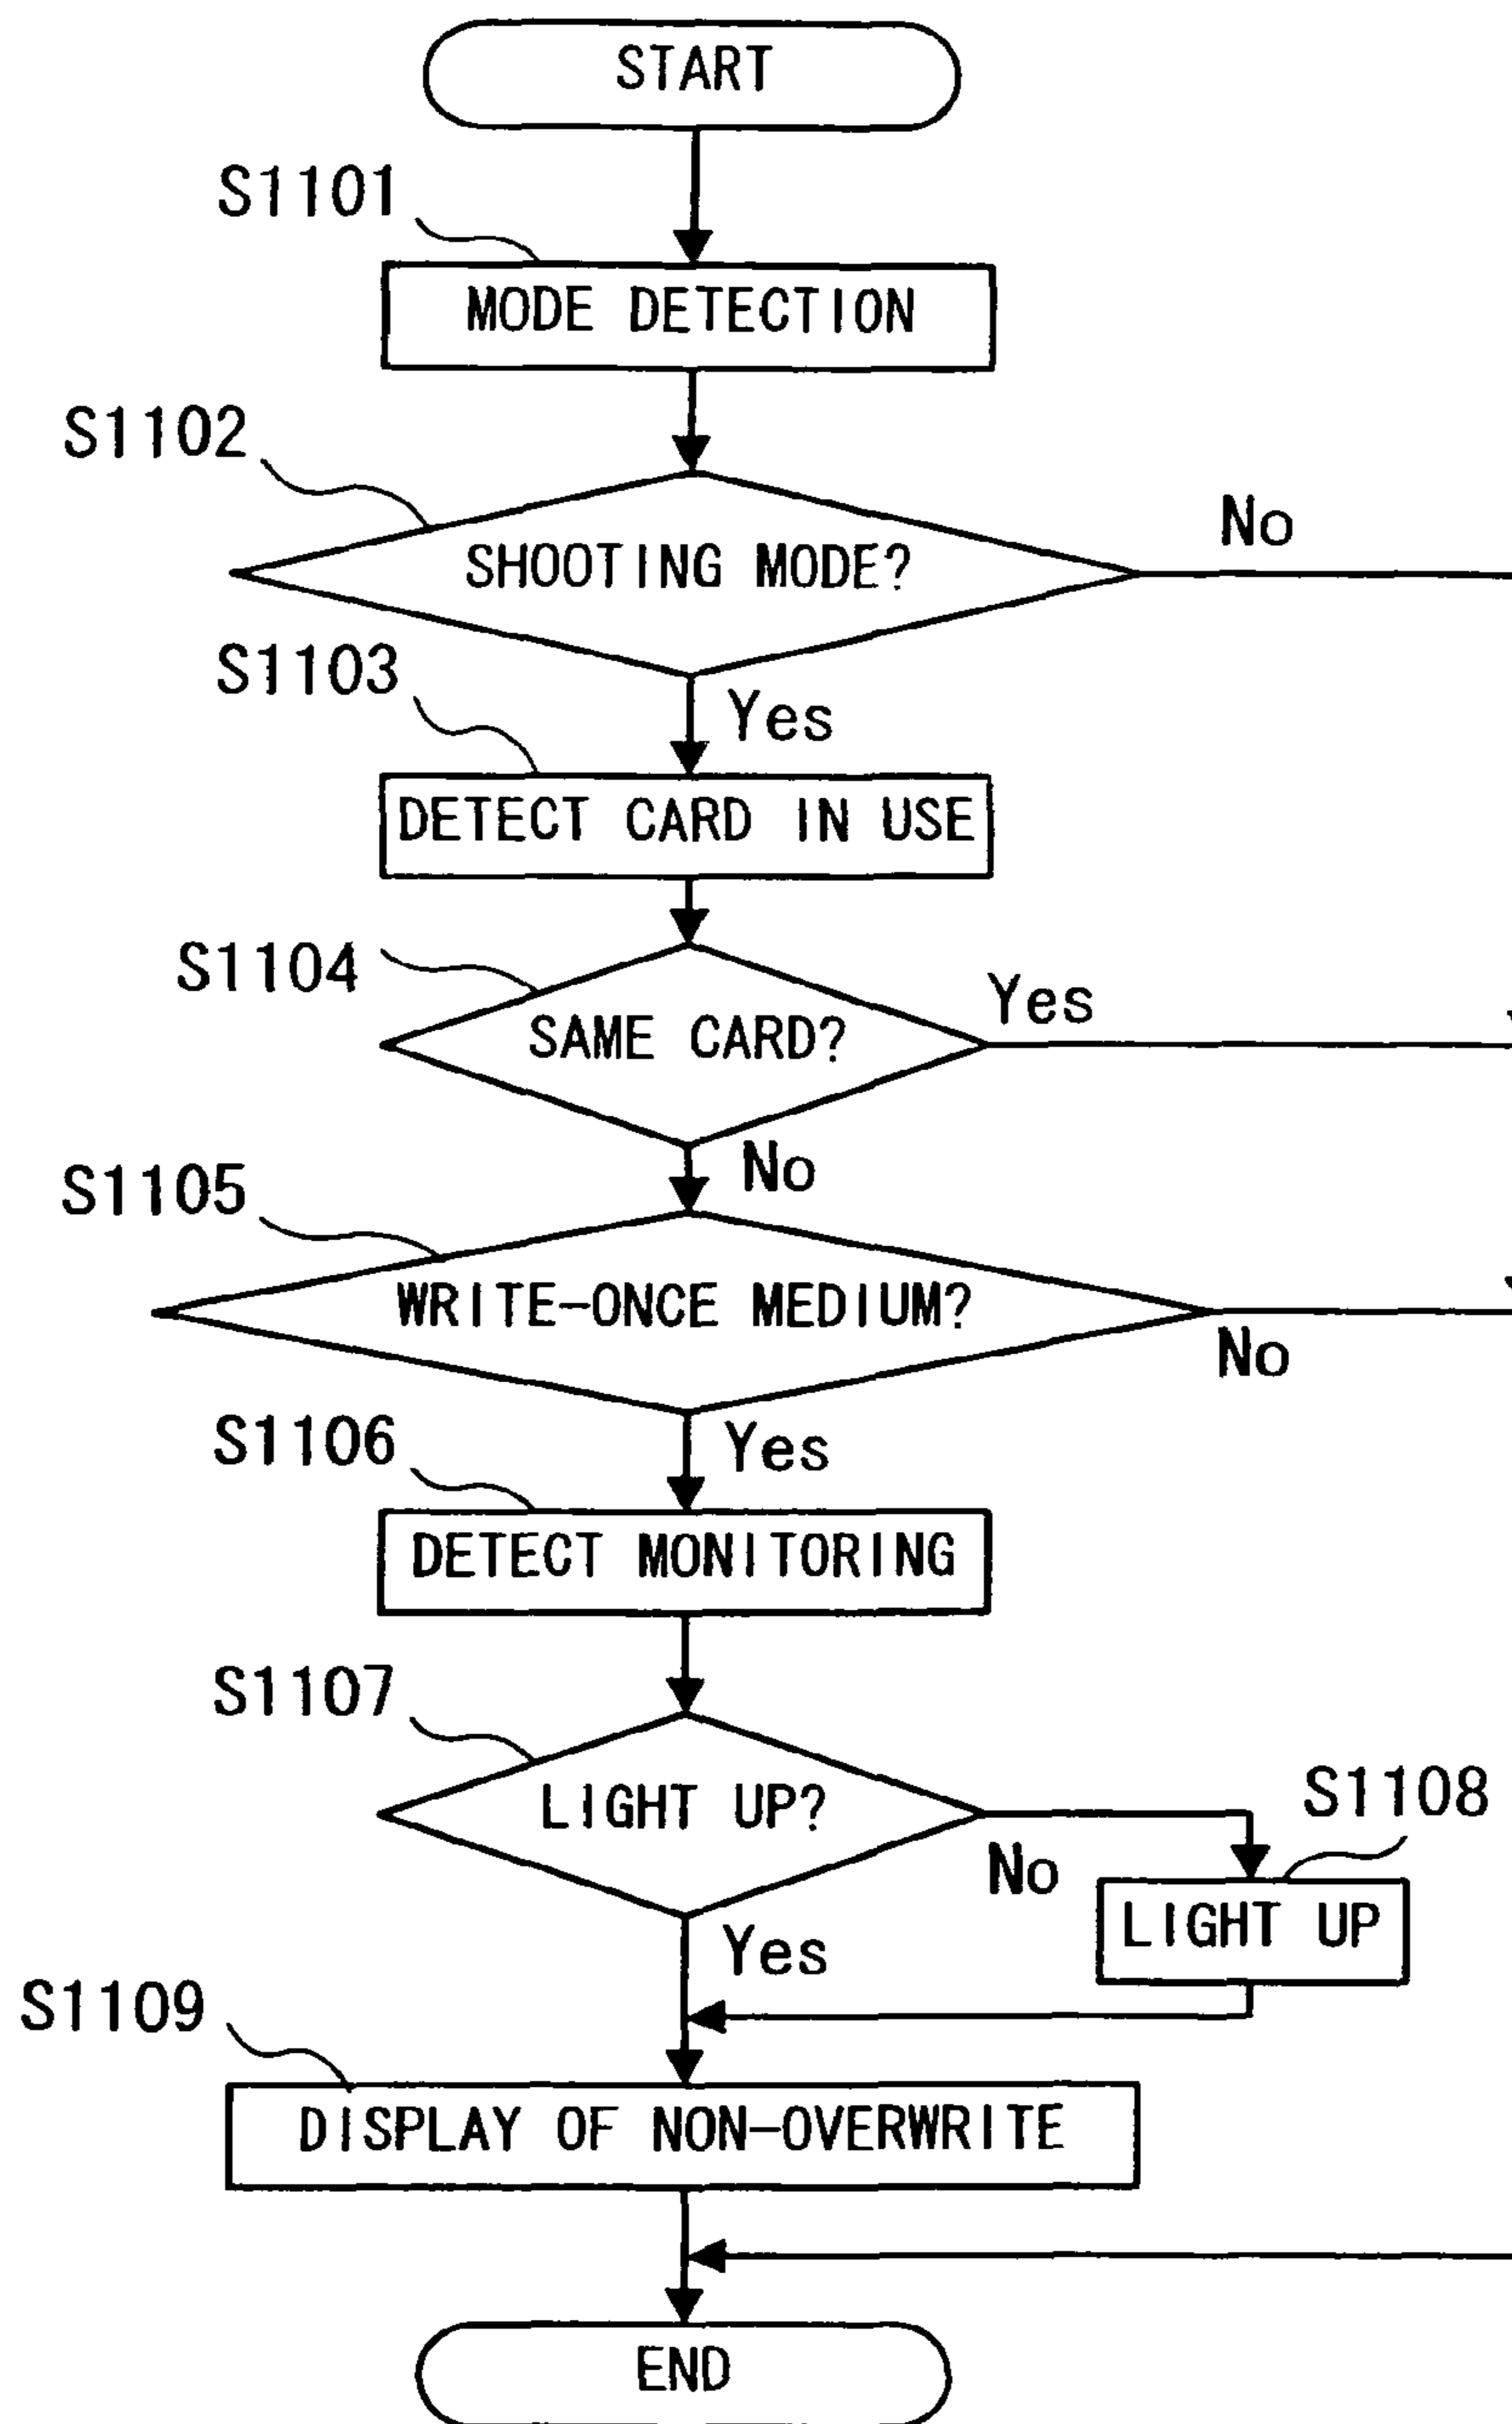 START
S1101
MODE DETECTION
S1102
No
SHOOTING MODE?
S1103
Yes
DETECT CARD IN USE
S1104
Yes
SAME CARD?
No
S1105
WRITE-ONCE MEDIUM?
No
S1106
Yes
DETECT MONITORING
S1107
S1108
LIGHT UP?
No
LIGHT UP
Yes
S1109
DISPLAY OF NON-OVERWRITE
END